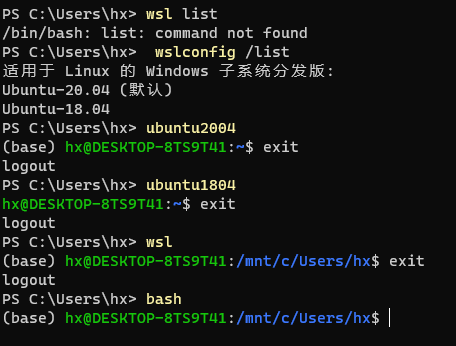 PS C:\Users\hx> wsl list
/bin/bash: list: command not found
PS C:\Users\hx>  wslconfig /list
适用于 Linux 的 Windows 子系统分发版:
Ubuntu-20.04 (默认)
Ubuntu-18.04
PS C:\Users\hx> ubuntu2004
(base) hx@DESKTOP-8TS9T41:~$ exit
logout
PS C:\Users\hx> ubuntu1804
hx@DESKTOP-8TS9T41:~$ exit
logout
PS C:\Users\hx> wsl
(base) hx@DESKTOP-8TS9T41:/mnt/c/Users/hx$ exit
logout
PS C:\Users\hx> bash
(base) hx@DESKTOP-8TS9T41:/mnt/c/Users/hx$